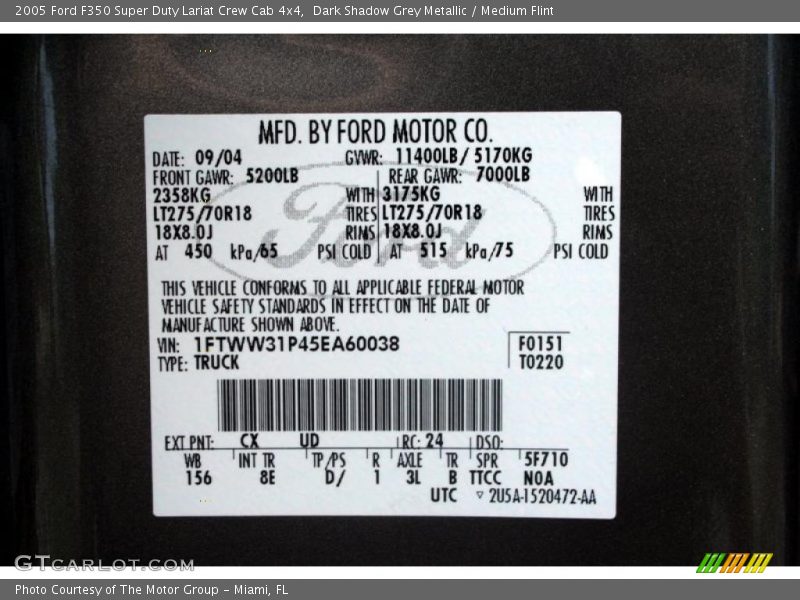 2005 Ford F350 Super Duty Lariat Crew Cab 4x4,  Dark Shadow Grey Metallic / Medium Flint
MFD. BY FORD MOTOR CO.
DATE: 09/04 GVWR: 11400LB/ 5170KG
FRONT GAWR: 5200LB REAR GAWR: 7000LB
2358KG WITH 3175KG WITH
LT275/70R18 TIRES LT275/70R18 TIRES
18X8.0J RIMS 18X8.0J RIMS
AT 450 kPa/65 PSI COLD AT 515 kPa/75 PSI COLD
Ford
THIS VEHICLE CONFORMS TO ALL APPLICABLE FEDERAL MOTOR
VEHICLE SAFETY STANDARDS IN EFFECT ON THE DATE OF
MANUFACTURE SHOWN ABOVE.
VIN: 1FTWW31P45EA60038 F0151
TYPE: TRUCK T0220
EXT PNT: CX UD RC: 24 DSO:
WB INT TR TP/PS R AXLE TR SPR 5F710
156 8E D/ 1 3L B TTCC N0A
UTC ▽ 2U5A-1520472-AA
GTCARLOT.COM
Photo Courtesy of The Motor Group - Miami, FL